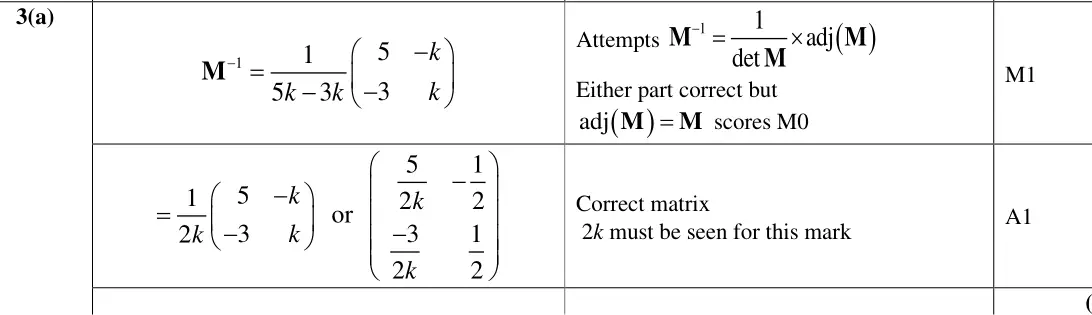 3(a)
M⁻¹ = 1/(5k − 3k) ( 5 −k
−3 k )
Attempts M⁻¹ = 1/det M × adj(M)
Either part correct but
adj(M) = M scores M0
M1
= 1/2k ( 5 −k
−3 k ) or ( 5/2k − 1/2
−3/2k 1/2 )
Correct matrix
2k must be seen for this mark
A1
(